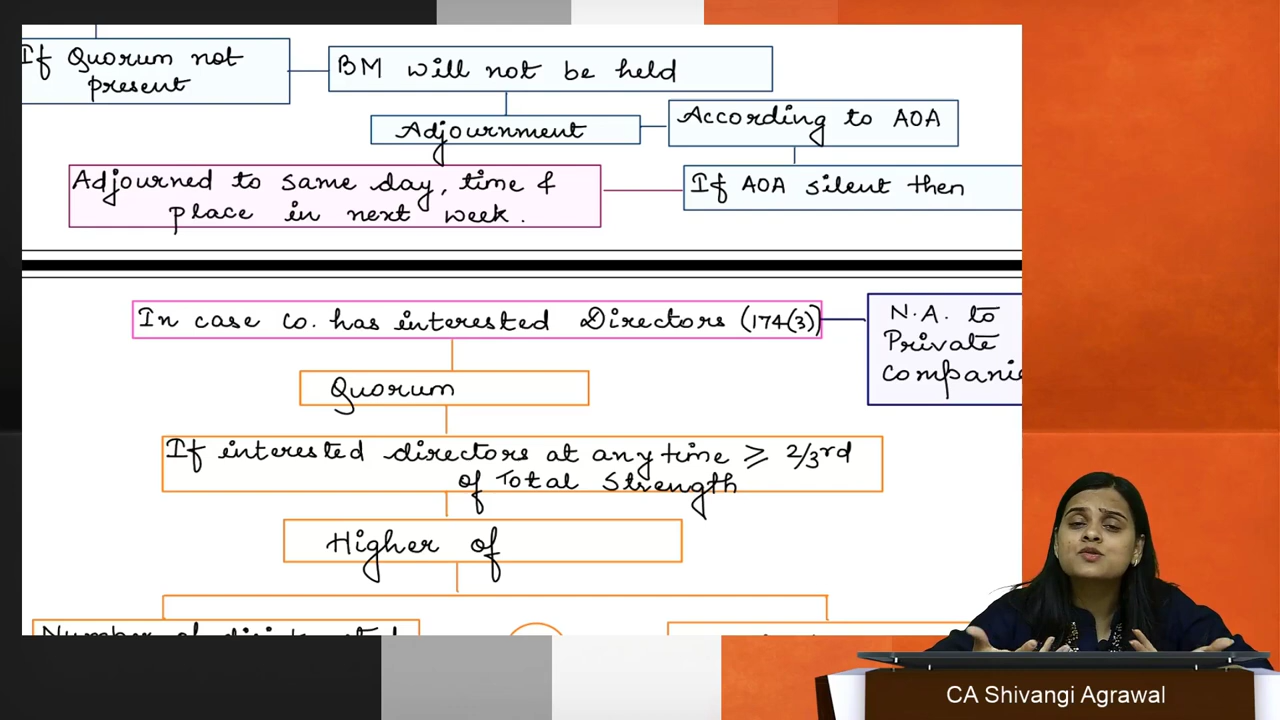 If Quorum not
present
BM will not be held
Adjournment
According to AOA
Adjourned to same day, time &
place in next week.
If AOA silent then
In case Co. has interested Directors (174(3))
N.A. to
Private
Quorum
If interested directors at any time ≥ 2/3rd
of Total Strength
Higher of
Number of
CA Shivangi Agrawal